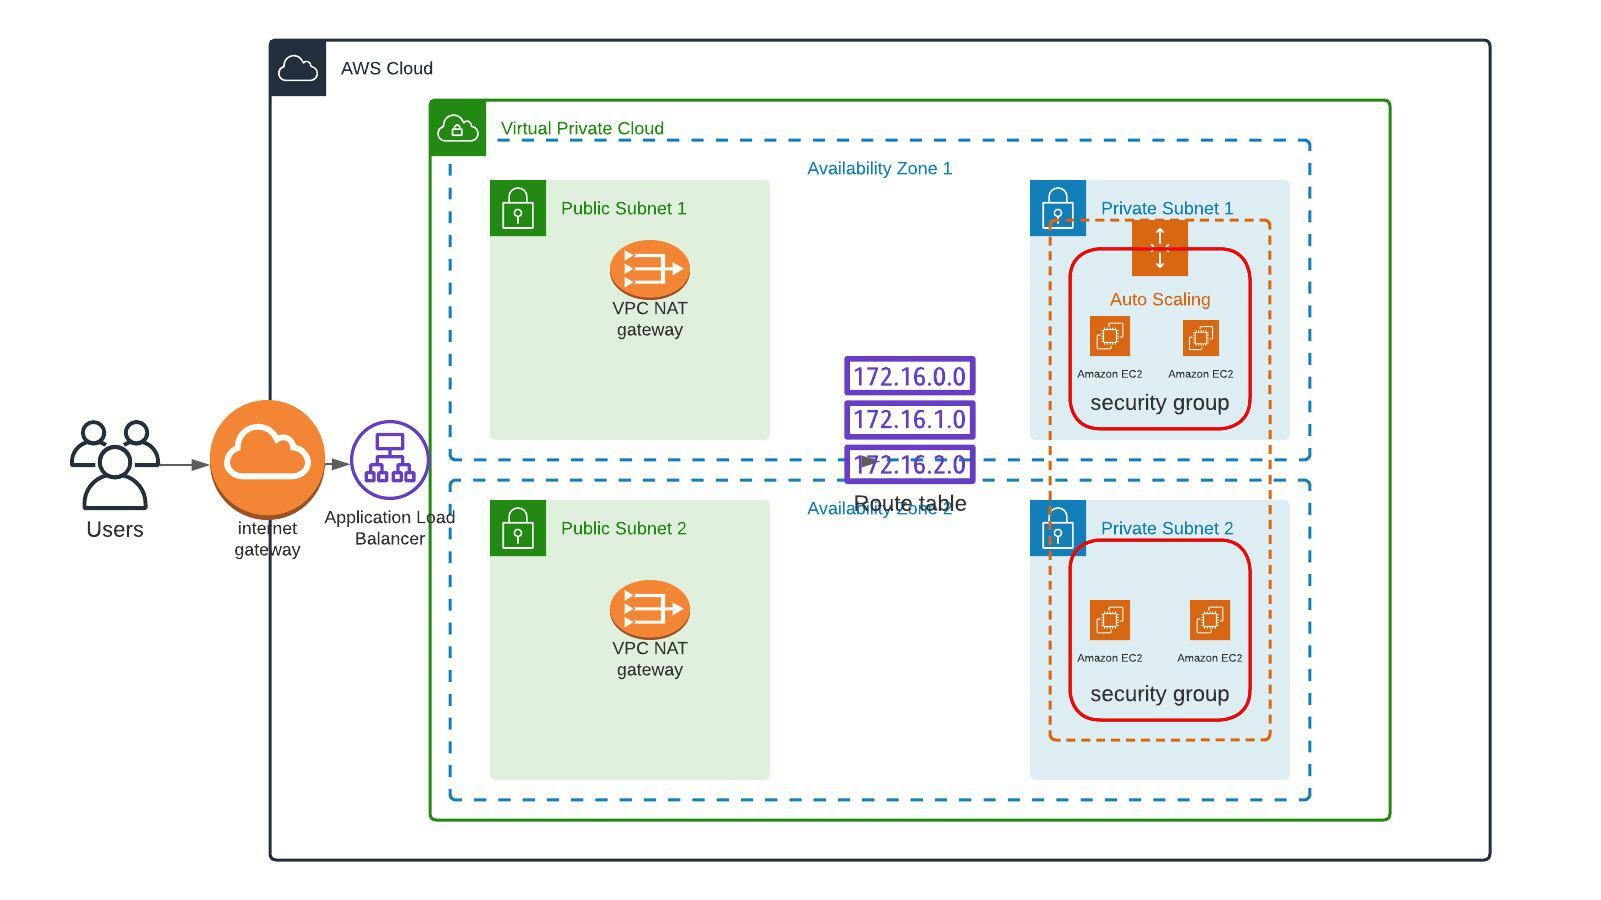 AWS Cloud
Virtual Private Cloud
Availability Zone 1
Public Subnet 1
VPC NAT
gateway
Private Subnet 1
Auto Scaling
Amazon EC2
Amazon EC2
security group
172.16.0.0
172.16.1.0
172.16.2.0
Route table
Users
internet
gateway
Application Load
Balancer
Availability Zone 2
Public Subnet 2
VPC NAT
gateway
Private Subnet 2
Amazon EC2
Amazon EC2
security group